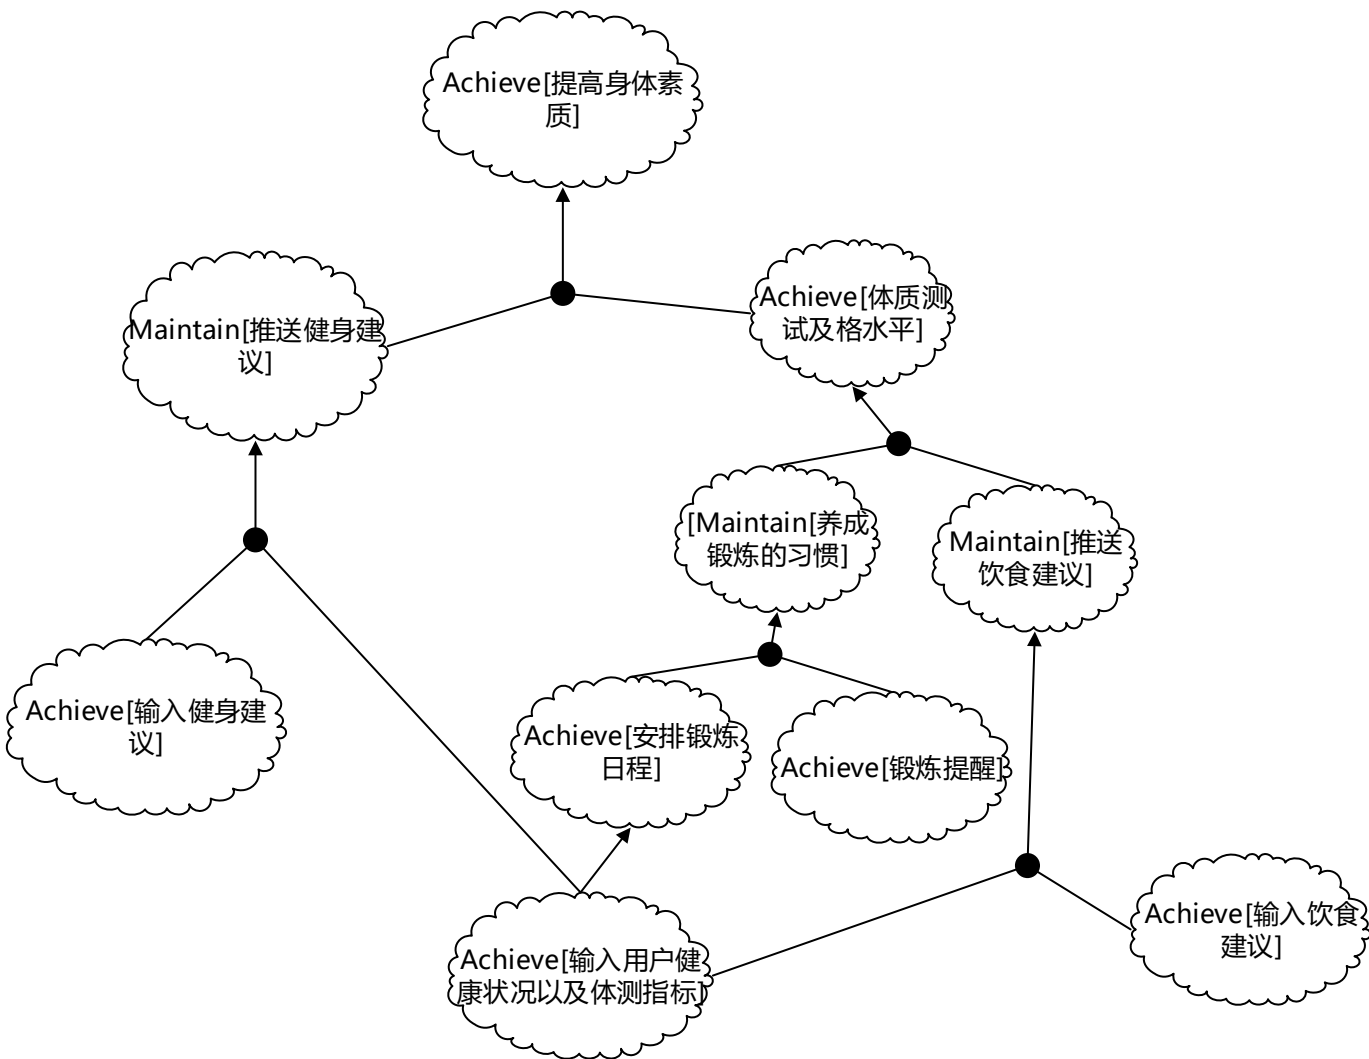 Achieve[提高身体素
质]
Maintain[推送健身建
议]
Achieve[体质测
试及格水平]
[Maintain[养成
锻炼的习惯]
Maintain[推送
饮食建议]
Achieve[输入健身建
议]
Achieve[安排锻炼
日程]
Achieve[锻炼提醒]
Achieve[输入用户健
康状况以及体测指标]
Achieve[输入饮食
建议]